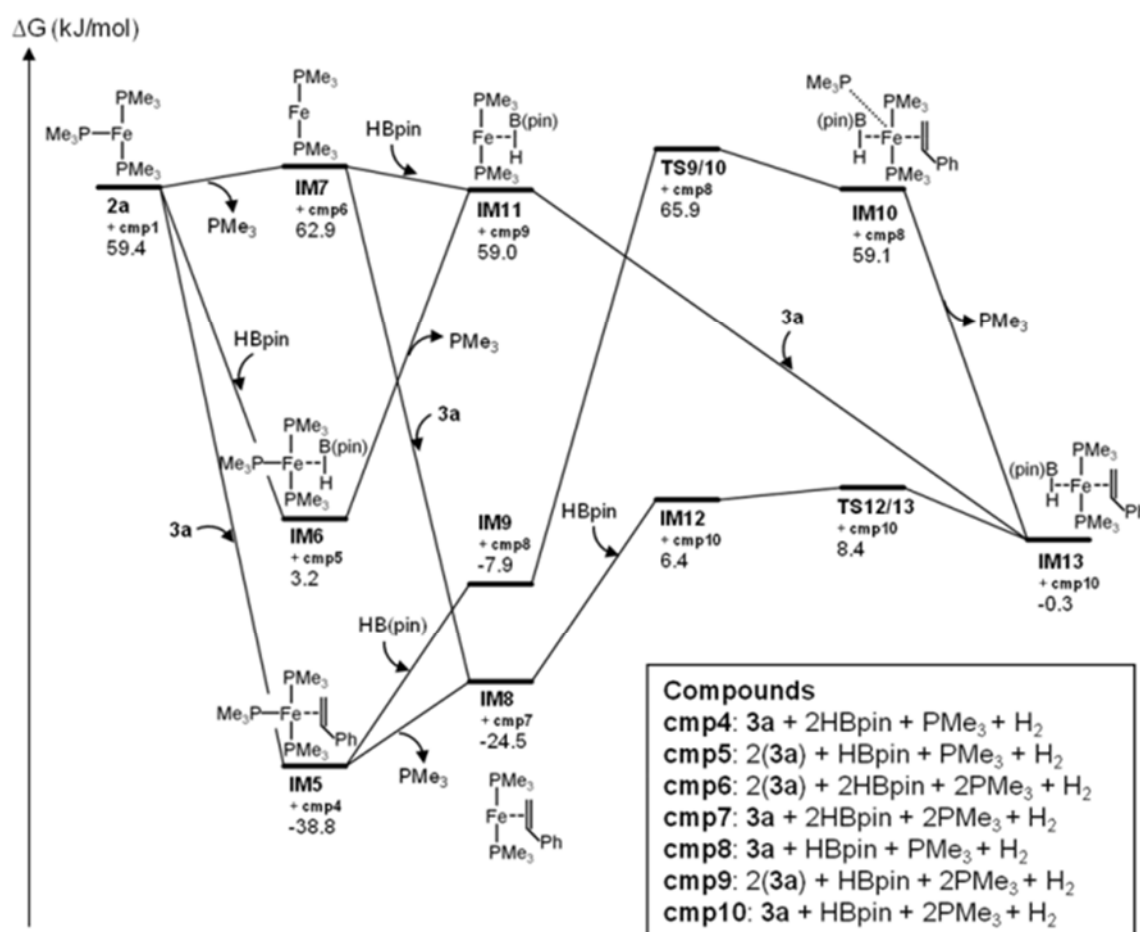 ΔG (kJ/mol)
PMe₃
Me₃P—Fe
PMe₃
2a
+ cmp1
59.4
PMe₃
PMe₃
Fe
PMe₃
IM7
+ cmp6
62.9
HBpin
PMe₃
Fe
B(pin)
H
PMe₃
IM11
+ cmp9
59.0
TS9/10
+ cmp8
65.9
Me₃P
PMe₃
(pin)B
Fe
H
Ph
PMe₃
IM10
+ cmp8
59.1
PMe₃
HBpin
PMe₃
3a
3a
PMe₃
B(pin)
Me₃P—Fe
H
PMe₃
IM6
+ cmp5
3.2
3a
IM9
+ cmp8
-7.9
HBpin
IM12
+ cmp10
6.4
TS12/13
+ cmp10
8.4
PMe₃
(pin)B
Fe
H
PMe₃
IM13
+ cmp10
-0.3
HB(pin)
PMe₃
Me₃P—Fe
Ph
PMe₃
IM5
+ cmp4
-38.8
PMe₃
IM8
+ cmp7
-24.5
PMe₃
Fe
Ph
PMe₃
Compounds
cmp4: 3a + 2HBpin + PMe₃ + H₂
cmp5: 2(3a) + HBpin + PMe₃ + H₂
cmp6: 2(3a) + 2HBpin + 2PMe₃ + H₂
cmp7: 3a + 2HBpin + 2PMe₃ + H₂
cmp8: 3a + HBpin + PMe₃ + H₂
cmp9: 2(3a) + HBpin + 2PMe₃ + H₂
cmp10: 3a + HBpin + 2PMe₃ + H₂